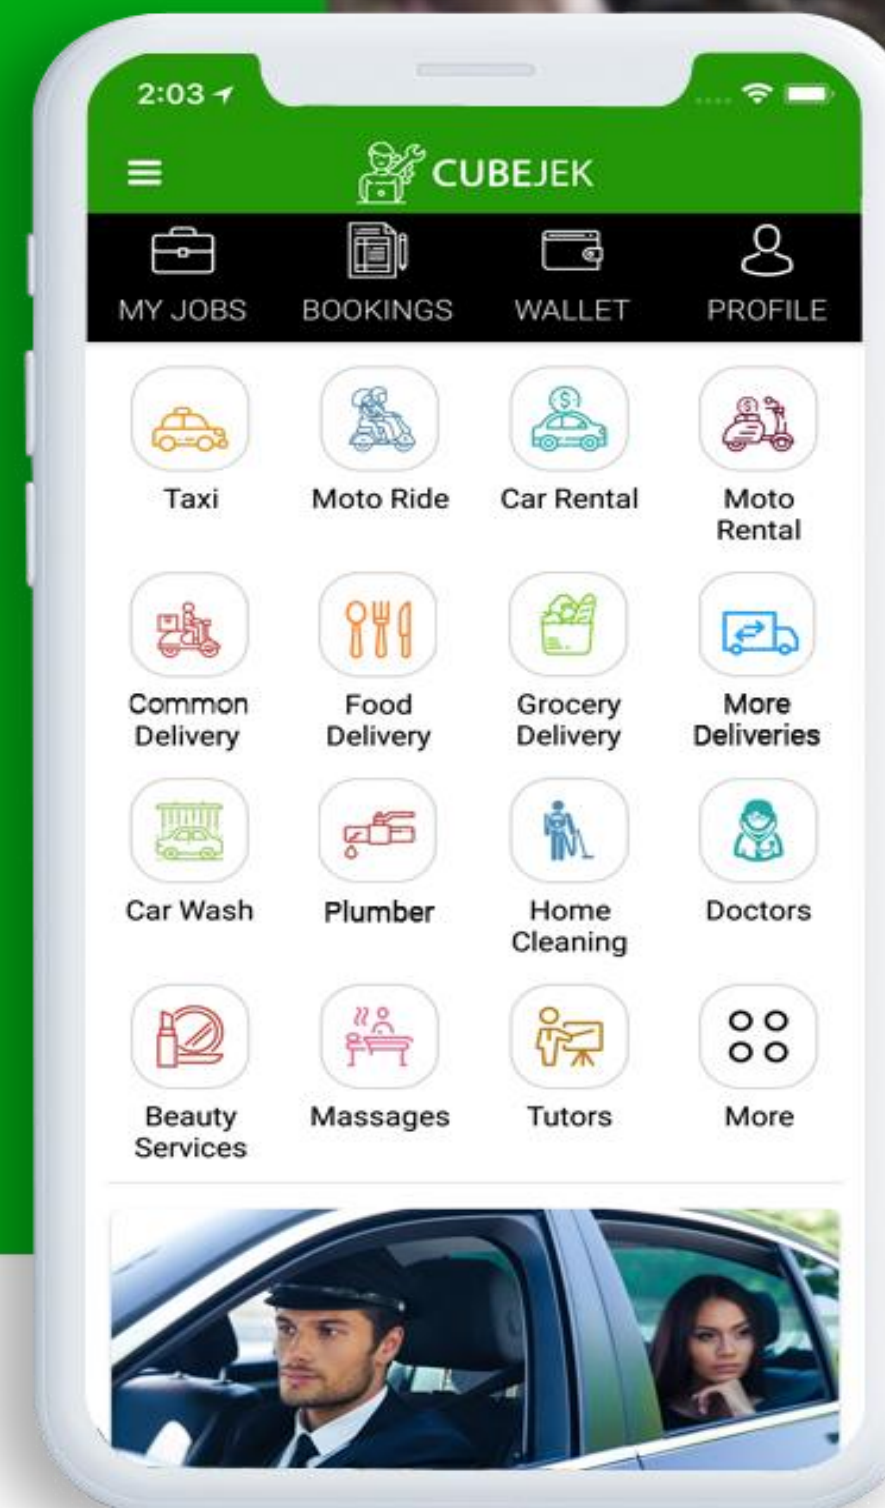 2:03
CUBEJEK
MY JOBS
BOOKINGS
WALLET
PROFILE
Taxi
Moto Ride
Car Rental
Moto
Rental
Common
Delivery
Food
Delivery
Grocery
Delivery
More
Deliveries
Car Wash
Plumber
Home
Cleaning
Doctors
Beauty
Services
Massages
Tutors
More